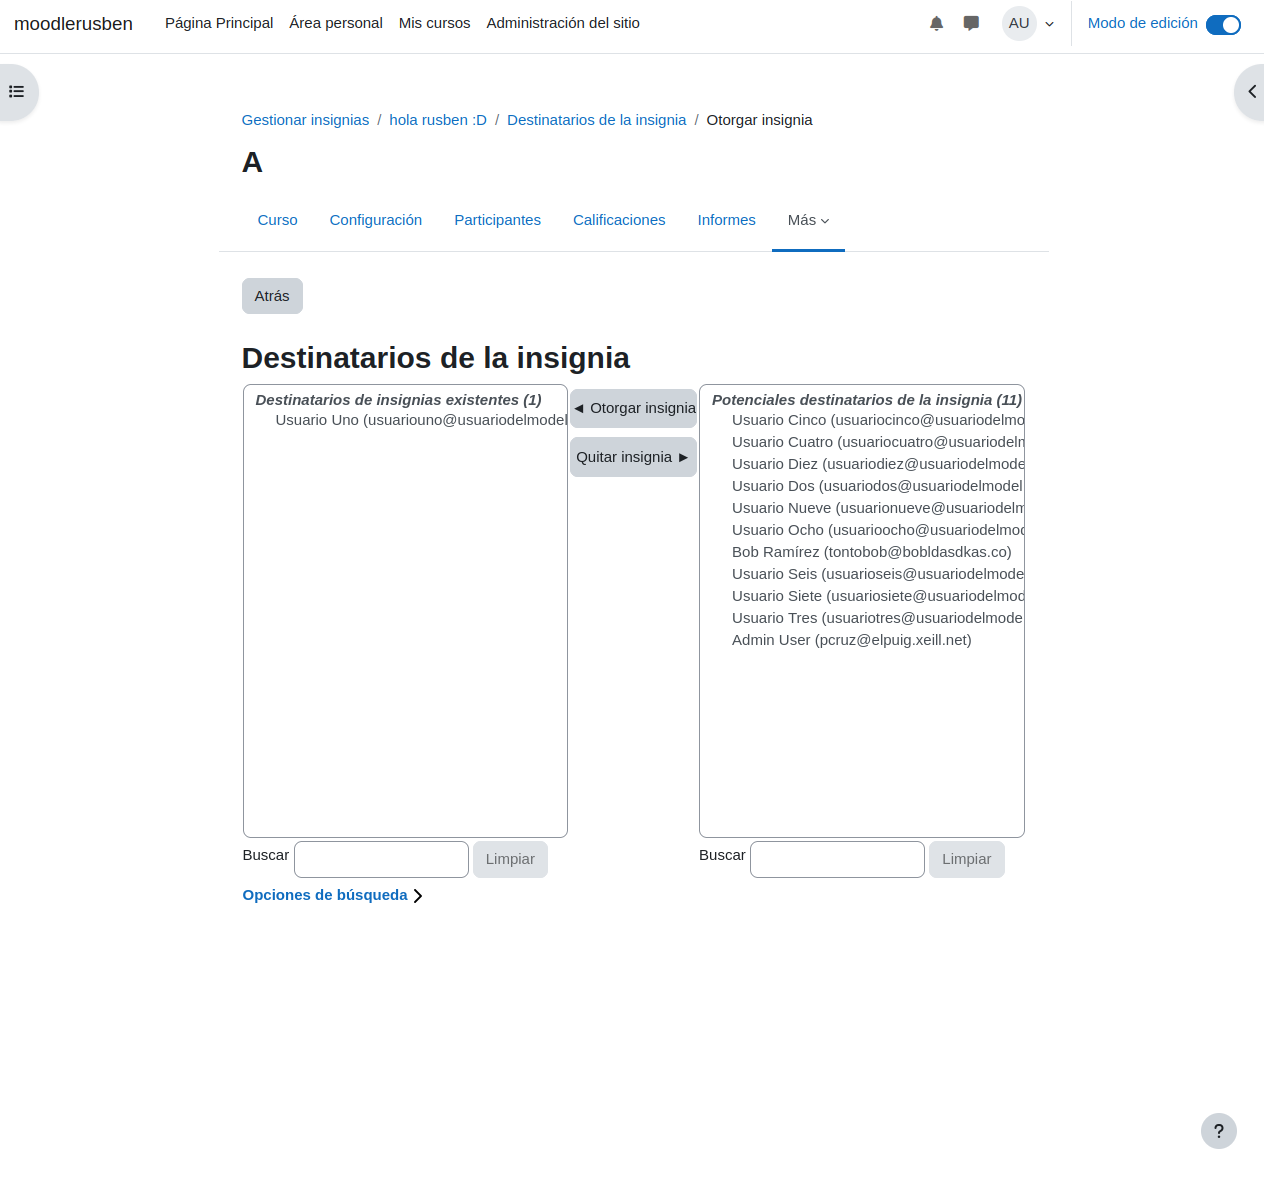 moodlerusben Página Principal Área personal Mis cursos Administración del sitio AU Modo de edición
Gestionar insignias / hola rusben :D / Destinatarios de la insignia / Otorgar insignia
A
Curso Configuración Participantes Calificaciones Informes Más
Atrás
Destinatarios de la insignia
Destinatarios de insignias existentes (1)
Usuario Uno (usuariouno@usuariodelmodel
◄ Otorgar insignia
Quitar insignia ►
Potenciales destinatarios de la insignia (11)
Usuario Cinco (usuariocinco@usuariodelmo
Usuario Cuatro (usuariocuatro@usuariodeln
Usuario Diez (usuariodiez@usuariodelmode
Usuario Dos (usuariodos@usuariodelmodel
Usuario Nueve (usuarionueve@usuariodelm
Usuario Ocho (usuarioocho@usuariodelmod
Bob Ramírez (tontobob@bobldasdkas.co)
Usuario Seis (usuarioseis@usuariodelmode
Usuario Siete (usuariosiete@usuariodelmod
Usuario Tres (usuariotres@usuariodelmode
Admin User (pcruz@elpuig.xeill.net)
Buscar Limpiar
Buscar Limpiar
Opciones de búsqueda
?